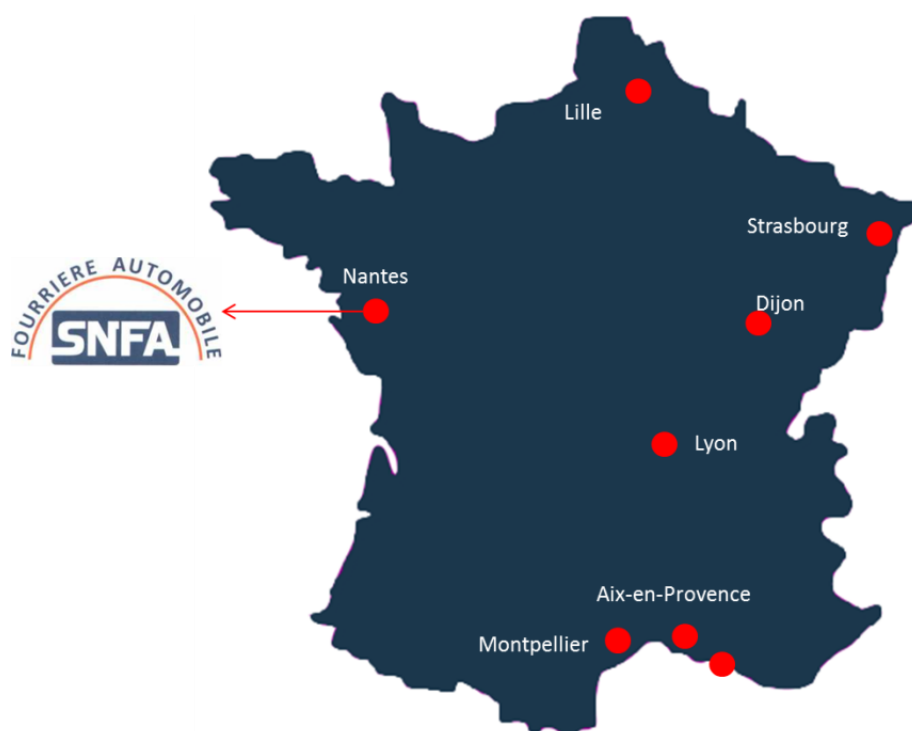 Lille
Strasbourg
Nantes
Dijon
FOURRIERE AUTOMOBILE
SNFA
Lyon
Aix-en-Provence
Montpellier